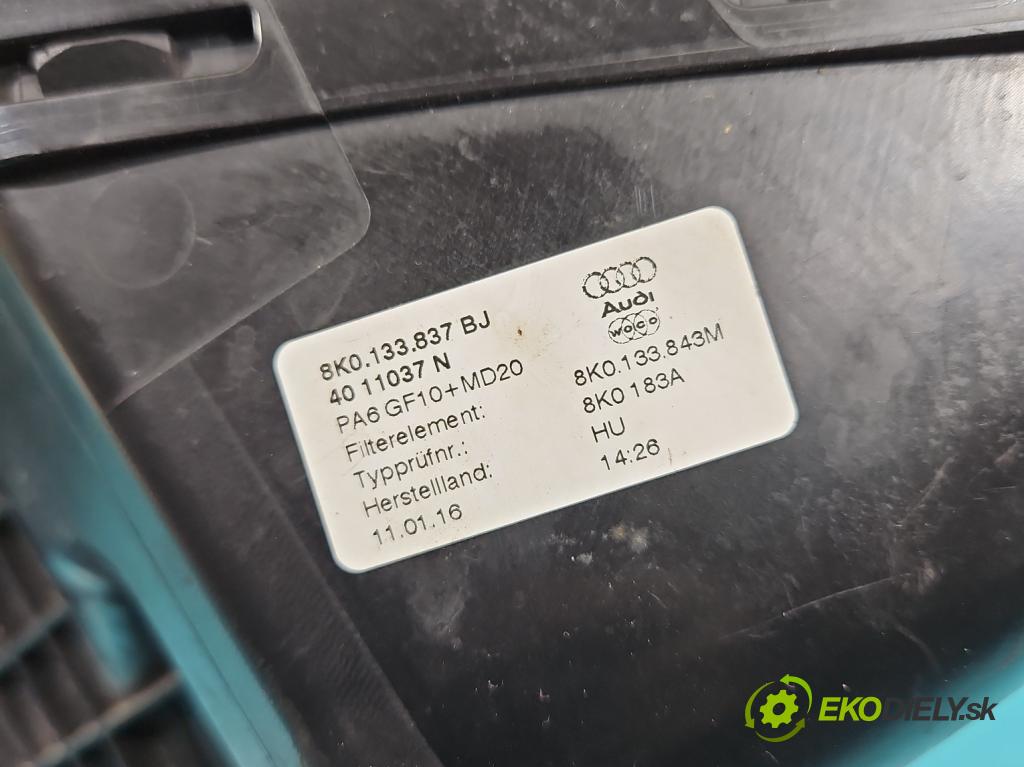 Audi
woco
8K0.133.837 BJ
40 11037 N
PA6 GF10+MD20
Filterelement: 8K0.133.843M
Typprüfnr.: 8K0 183A
Herstellland: HU
11.01.16 14:26
EKODIELY.sk